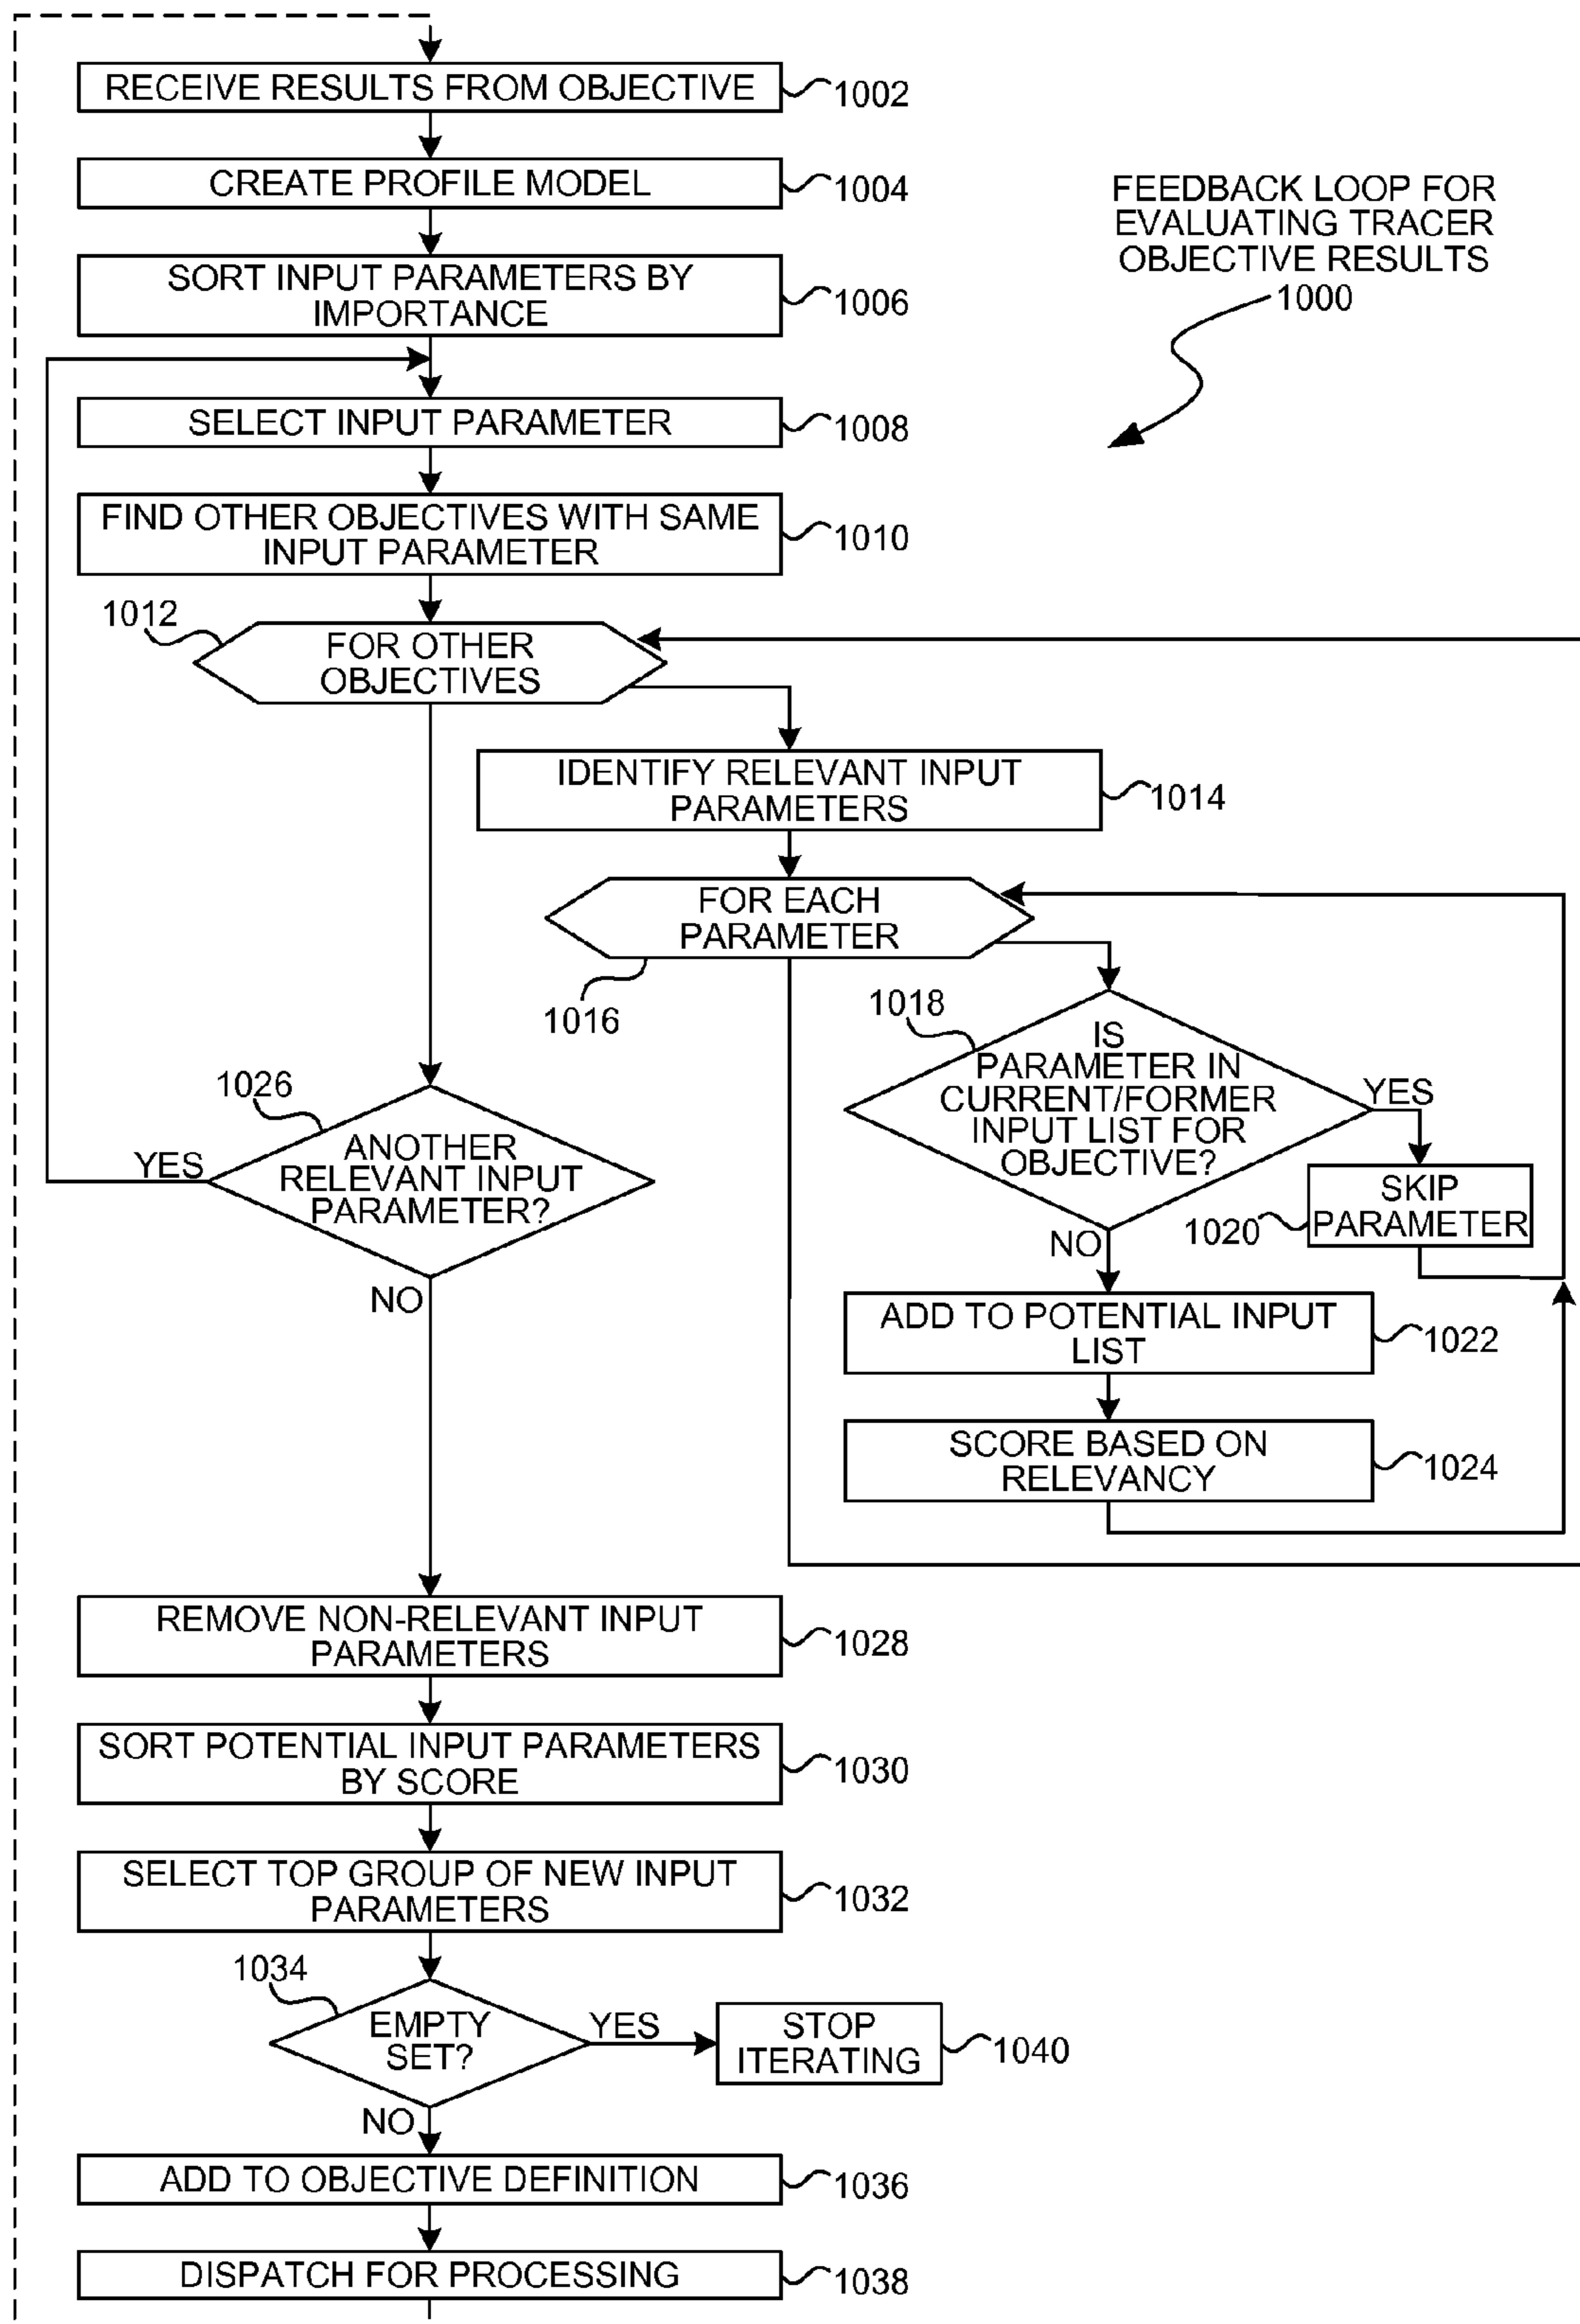 RECEIVE RESULTS FROM OBJECTIVE
1002
CREATE PROFILE MODEL
1004
FEEDBACK LOOP FOR
EVALUATING TRACER
OBJECTIVE RESULTS
1000
SORT INPUT PARAMETERS BY
IMPORTANCE
1006
SELECT INPUT PARAMETER
1008
FIND OTHER OBJECTIVES WITH SAME
INPUT PARAMETER
1010
1012
FOR OTHER
OBJECTIVES
IDENTIFY RELEVANT INPUT
PARAMETERS
1014
FOR EACH
PARAMETER
1016
1018
IS
PARAMETER IN
CURRENT/FORMER
INPUT LIST FOR
OBJECTIVE?
YES
SKIP
PARAMETER
1020
NO
ADD TO POTENTIAL INPUT
LIST
1022
SCORE BASED ON
RELEVANCY
1024
1026
ANOTHER
RELEVANT INPUT
PARAMETER?
YES
NO
REMOVE NON-RELEVANT INPUT
PARAMETERS
1028
SORT POTENTIAL INPUT PARAMETERS
BY SCORE
1030
SELECT TOP GROUP OF NEW INPUT
PARAMETERS
1032
1034
EMPTY
SET?
YES
STOP
ITERATING
1040
NO
ADD TO OBJECTIVE DEFINITION
1036
DISPATCH FOR PROCESSING
1038